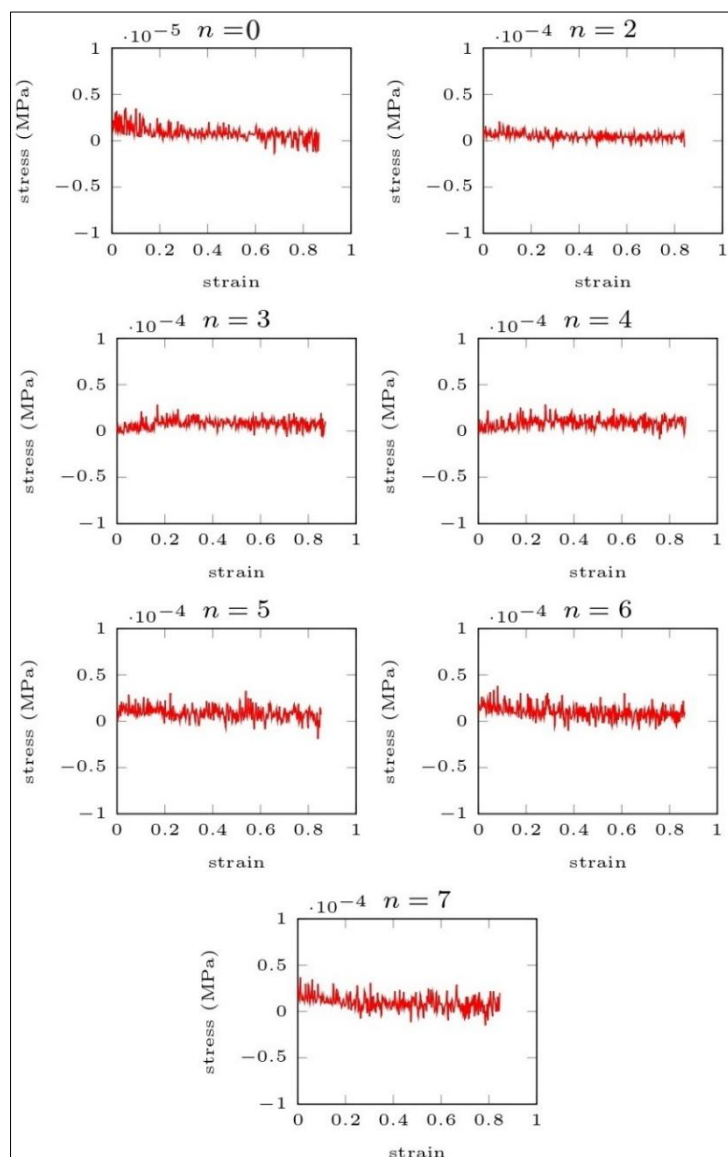 ·10⁻⁵ n =0
1
0.5
0
−0.5
−1
stress (MPa)
0 0.2 0.4 0.6 0.8 1
strain
·10⁻⁴ n = 2
1
0.5
0
−0.5
−1
stress (MPa)
0 0.2 0.4 0.6 0.8 1
strain
·10⁻⁴ n = 3
1
0.5
0
−0.5
−1
stress (MPa)
0 0.2 0.4 0.6 0.8 1
strain
·10⁻⁴ n = 4
1
0.5
0
−0.5
−1
stress (MPa)
0 0.2 0.4 0.6 0.8 1
strain
·10⁻⁴ n = 5
1
0.5
0
−0.5
−1
stress (MPa)
0 0.2 0.4 0.6 0.8 1
strain
·10⁻⁴ n = 6
1
0.5
0
−0.5
−1
stress (MPa)
0 0.2 0.4 0.6 0.8 1
strain
·10⁻⁴ n = 7
1
0.5
0
−0.5
−1
stress (MPa)
0 0.2 0.4 0.6 0.8 1
strain